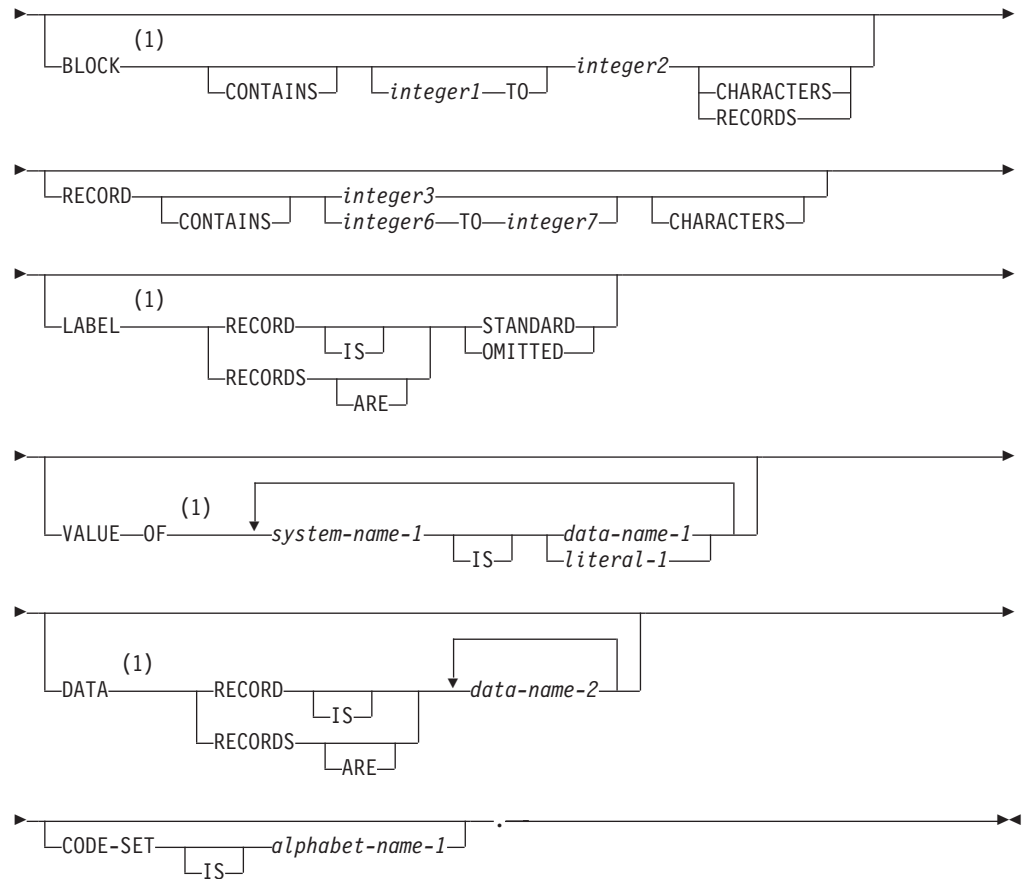 (1)
BLOCK integer2
CONTAINS integer1 TO CHARACTERS
RECORDS
RECORD integer3
CONTAINS integer6 TO integer7 CHARACTERS
(1)
LABEL RECORD STANDARD
IS OMITTED
RECORDS
ARE
(1)
VALUE OF system-name-1 data-name-1
IS literal-1
(1)
DATA RECORD data-name-2
IS
RECORDS
ARE
.
CODE-SET alphabet-name-1
IS